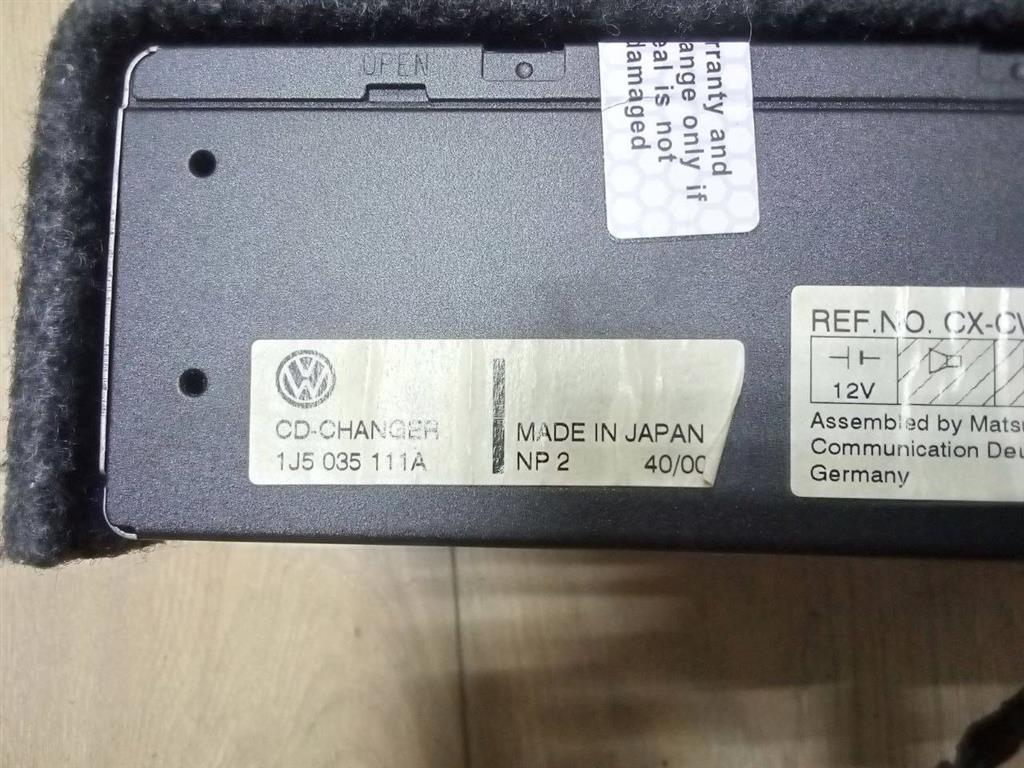 OPEN
rranty and
ange only if
eal is not
damaged
CD-CHANGER
1J5 035 111A
MADE IN JAPAN
NP 2 40/00
REF.NO. CX-CV
12V
Assembled by Matsu
Communication Deu
Germany